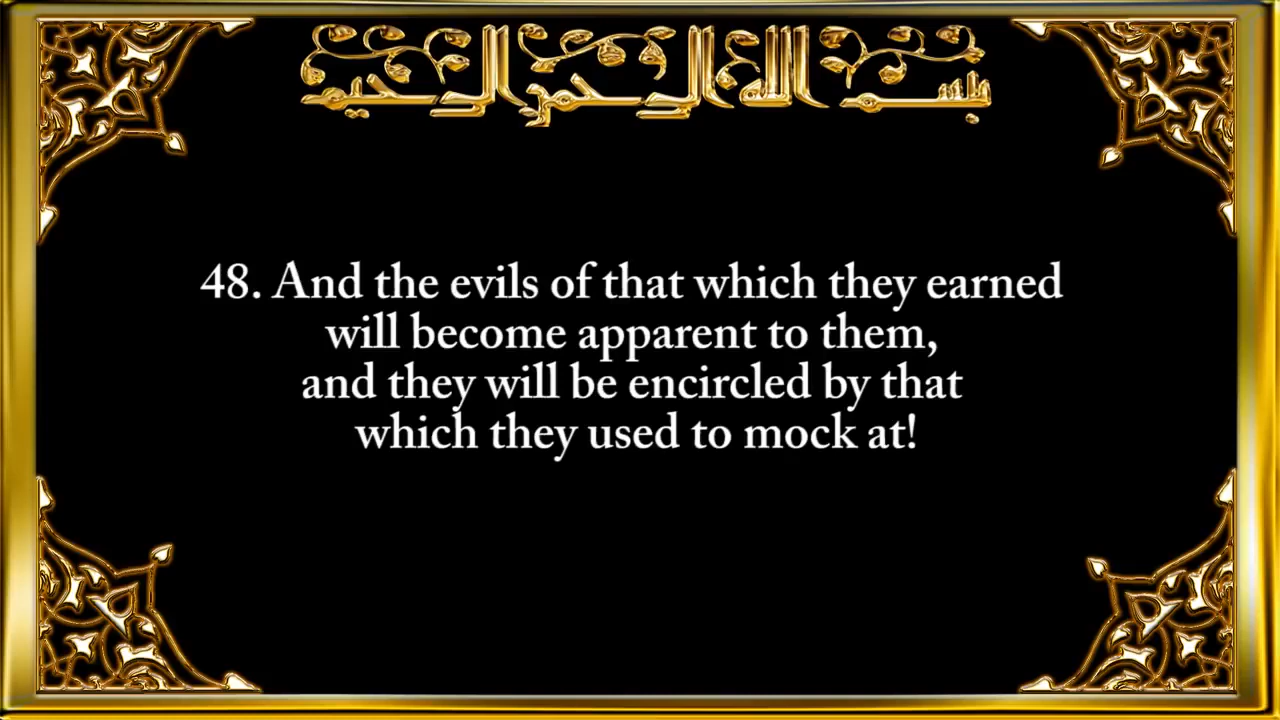 بسم الله الرحمن الرحيم
48. And the evils of that which they earned
will become apparent to them,
and they will be encircled by that
which they used to mock at!